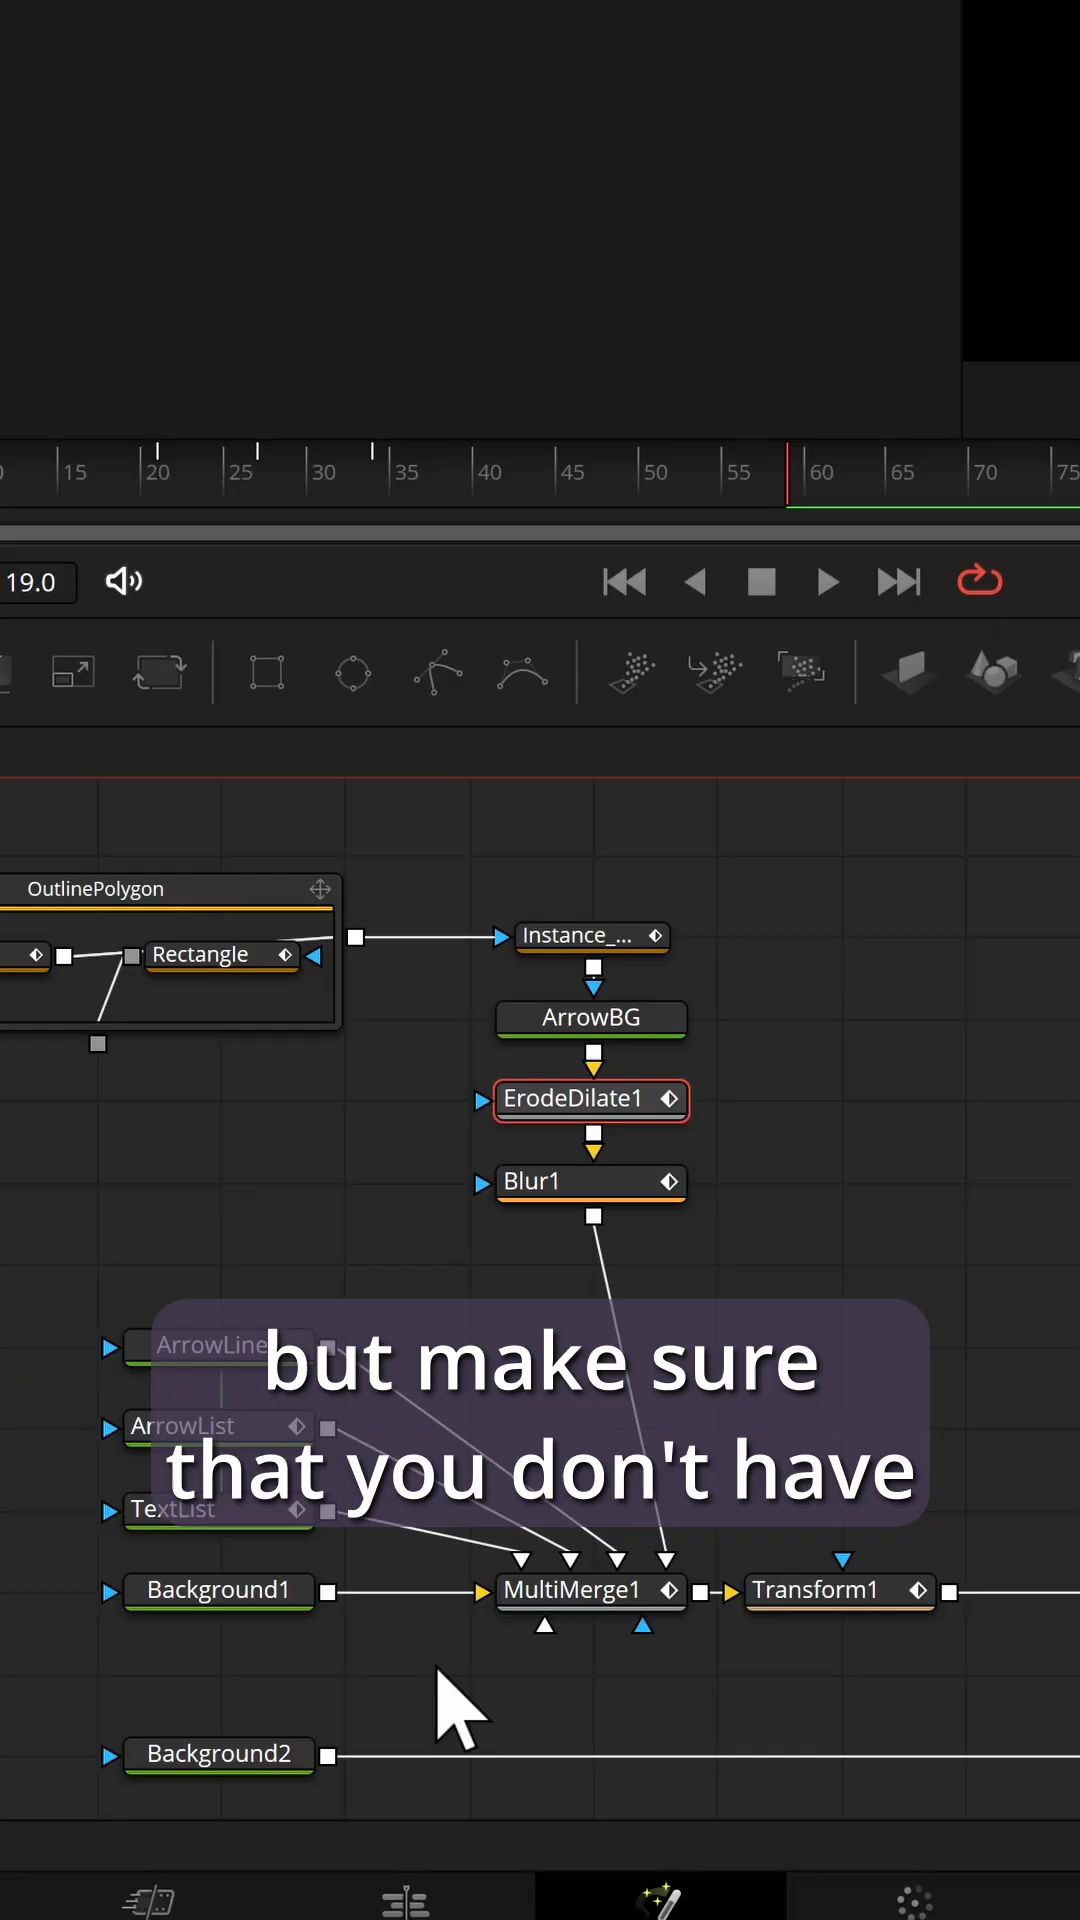 15 20 25 30 35 40 45 50 55 60 65 70 75
19.0
OutlinePolygon
Instance_...
Rectangle
ArrowBG
ErodeDilate1
Blur1
ArrowLine
but make sure
ArrowList
that you don't have
TextList
Background1
MultiMerge1
Transform1
Background2